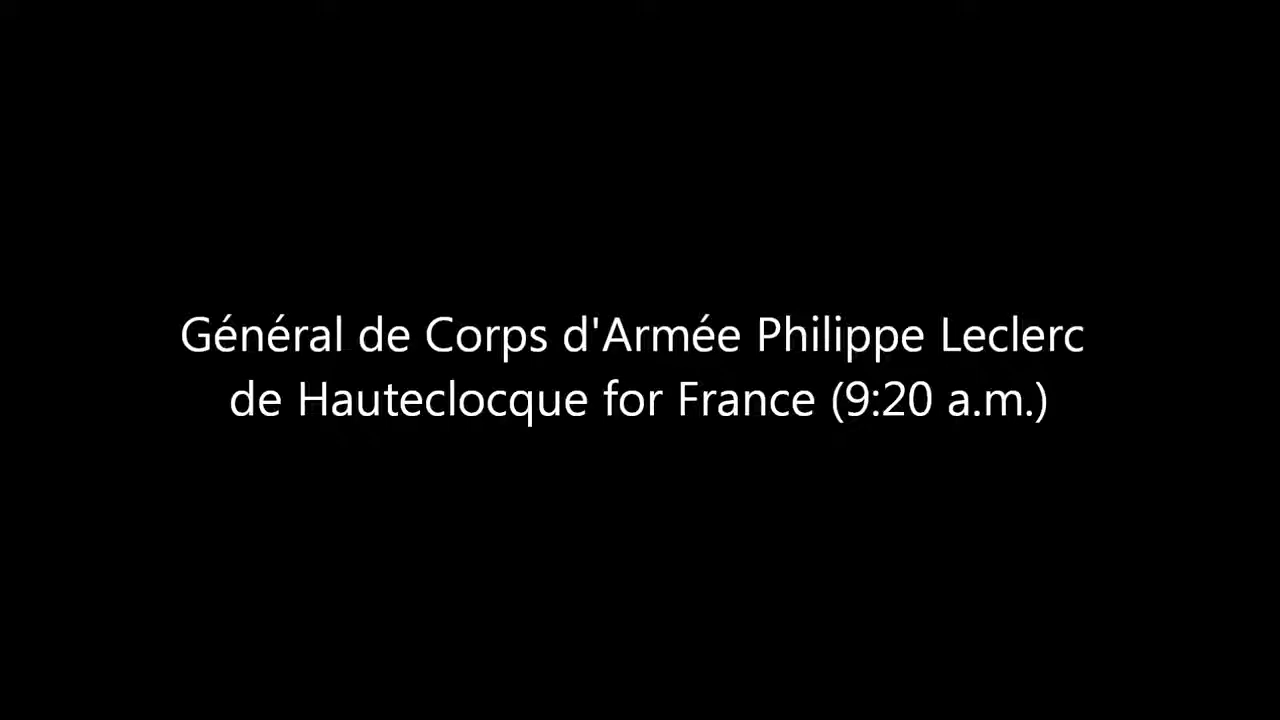 Général de Corps d'Armée Philippe Leclerc
de Hauteclocque for France (9:20 a.m.)